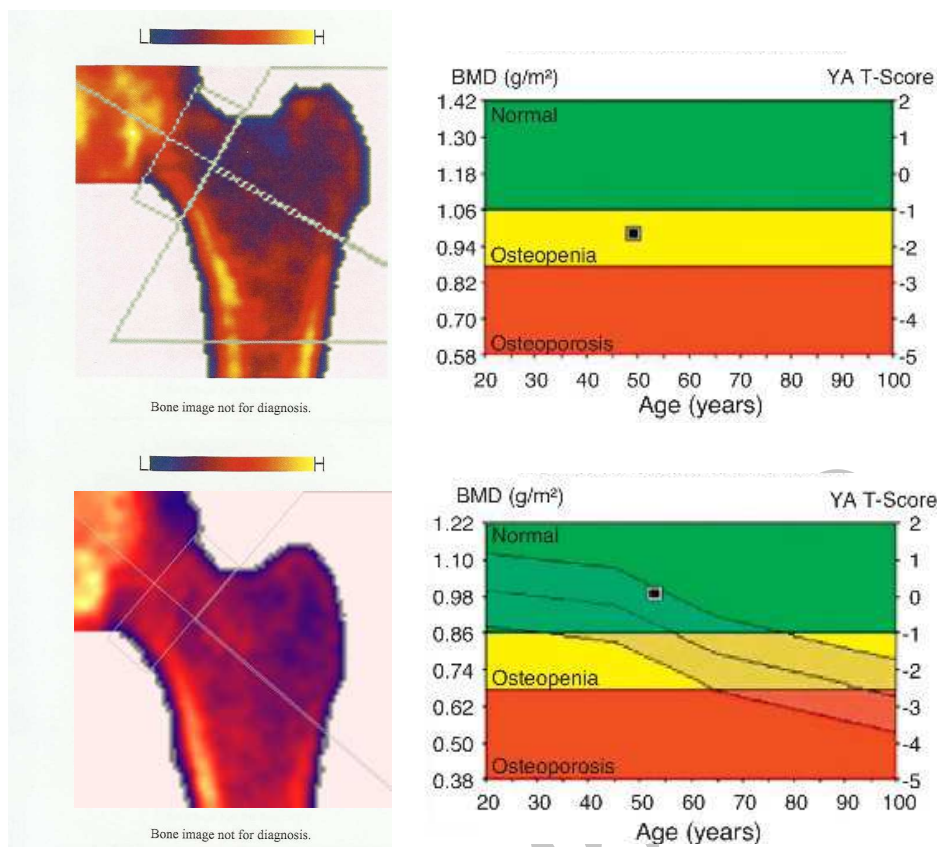 L H
Bone image not for diagnosis.
BMD (g/m²) YA T-Score
1.42 Normal 2
1.30 1
1.18 0
1.06 -1
0.94 -2
Osteopenia
0.82 -3
0.70 -4
0.58 Osteoporosis -5
20 30 40 50 60 70 80 90 100
Age (years)
L H
Bone image not for diagnosis.
BMD (g/m²) YA T-Score
1.22 Normal 2
1.10 1
0.98 0
0.86 -1
0.74 -2
Osteopenia
0.62 -3
0.50 -4
0.38 Osteoporosis -5
20 30 40 50 60 70 80 90 100
Age (years)